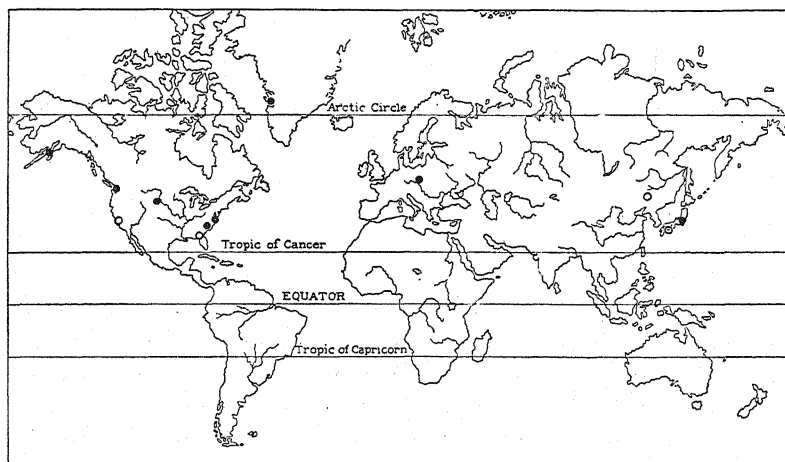 Arctic Circle
Tropic of Cancer
EQUATOR
Tropic of Capricorn